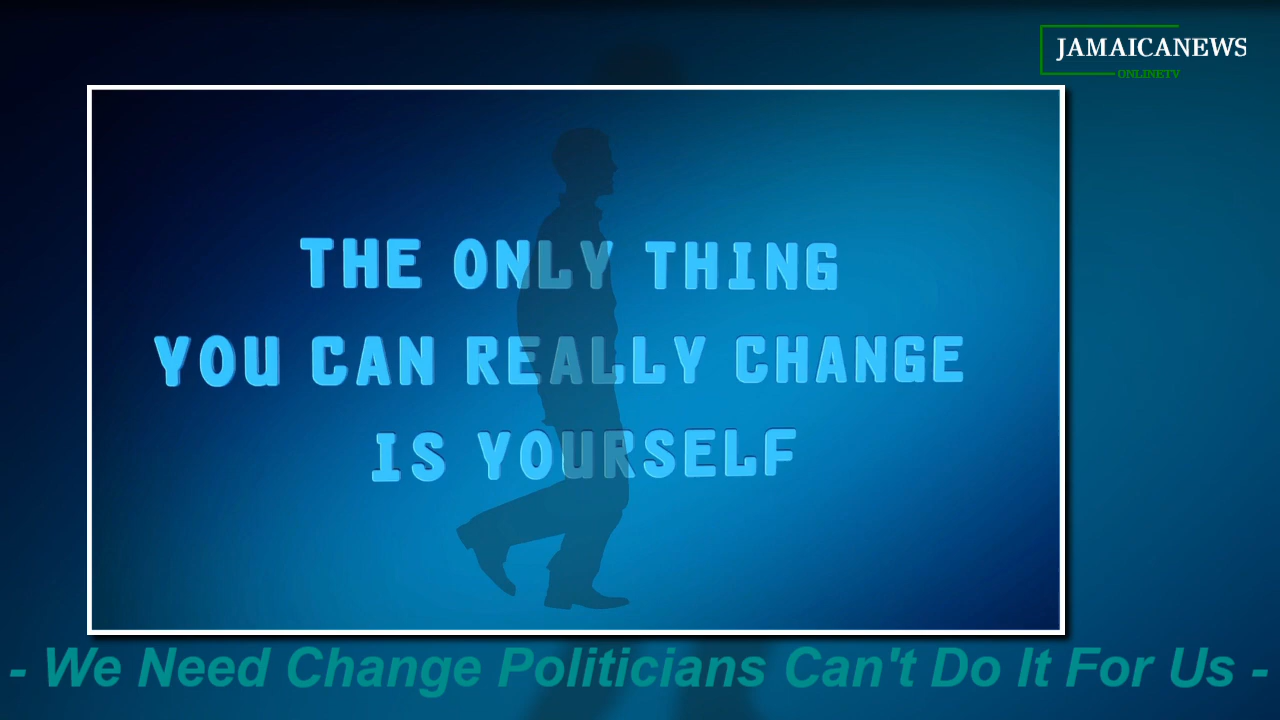 JAMAICANEWS
ONLINETV
THE ONLY THING
YOU CAN REALLY CHANGE
IS YOURSELF
- We Need Change Politicians Can't Do It For Us -